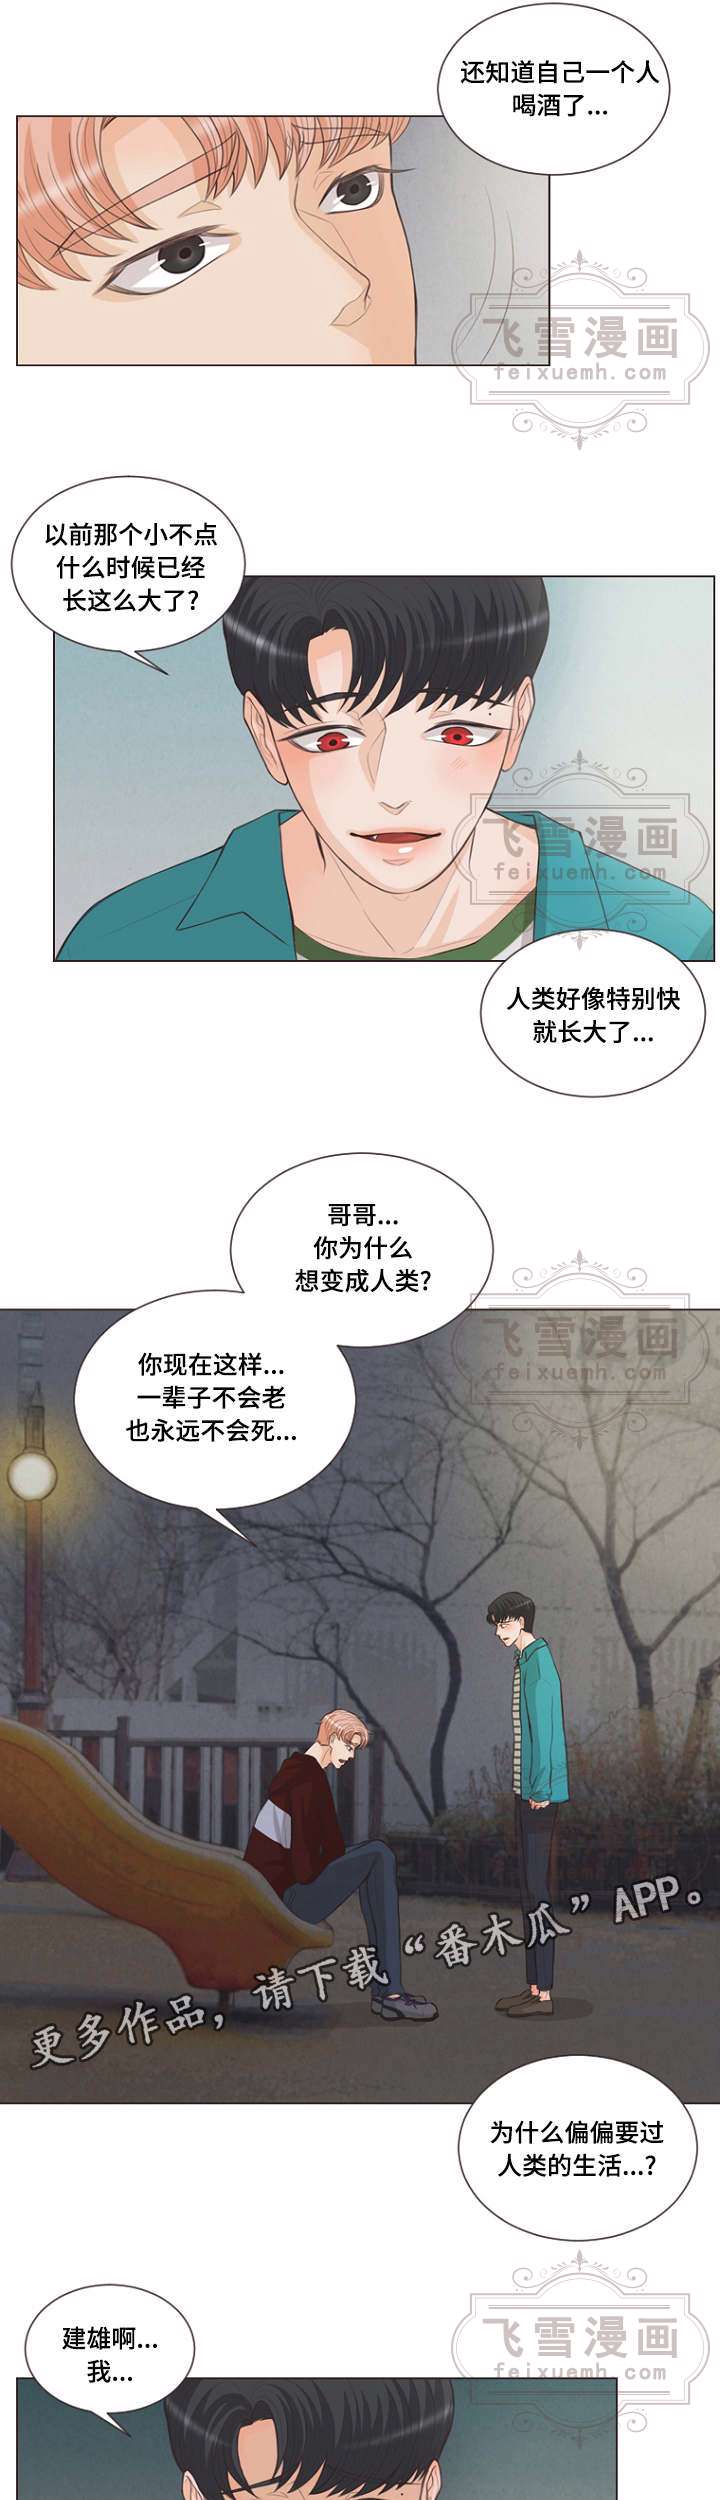 还知道自己一个人
喝酒了...
飞雪漫画
feixuemh.com
以前那个小不点
什么时候已经
长这么大了?
飞雪漫画
feixuemh.com
人类好像特别快
就长大了...
哥哥...
你为什么
想变成人类?
飞雪漫画
feixuemh.com
你现在这样...
一辈子不会老
也永远不会死...
更多作品，请下载“番木瓜”APP。
为什么偏偏要过
人类的生活...?
飞雪漫画
feixuemh.com
建雄啊...
我...